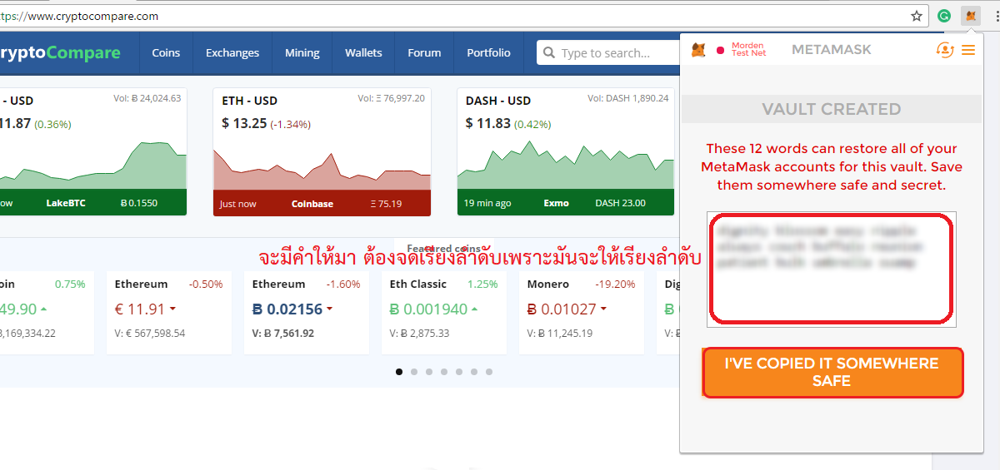 ttps://www.cryptocompare.com
ryptoCompare
Coins
Exchanges
Mining
Wallets
Forum
Portfolio
Type to search...
- USD
Vol: Ƀ 24,024.63
11.87 (0.36%)
ow
LakeBTC
Ƀ 0.1550
ETH - USD
Vol: Ξ 76,997.20
$ 13.25 (-1.34%)
Just now
Coinbase
Ξ 75.19
DASH - USD
Vol: DASH 1,890.24
$ 11.83 (0.42%)
19 min ago
Exmo
DASH 23.00
Featured coins
จะมีคำให้มา ต้องจดเรียงลำดับเพราะมันจะให้เรียงลำดับ
oin
0.75%
49.90
3,169,334.22
Ethereum
-0.50%
€ 11.91
V: € 567,598.54
Ethereum
-1.60%
Ƀ 0.02156
V: Ƀ 7,561.92
Eth Classic
1.25%
Ƀ 0.001940
V: Ƀ 2,875.33
Monero
-19.20%
Ƀ 0.01027
V: Ƀ 11,245.19
Dig
Ƀ
V: Ƀ
Morden
Test Net
METAMASK
VAULT CREATED
These 12 words can restore all of your
MetaMask accounts for this vault. Save
them somewhere safe and secret.
I'VE COPIED IT SOMEWHERE
SAFE